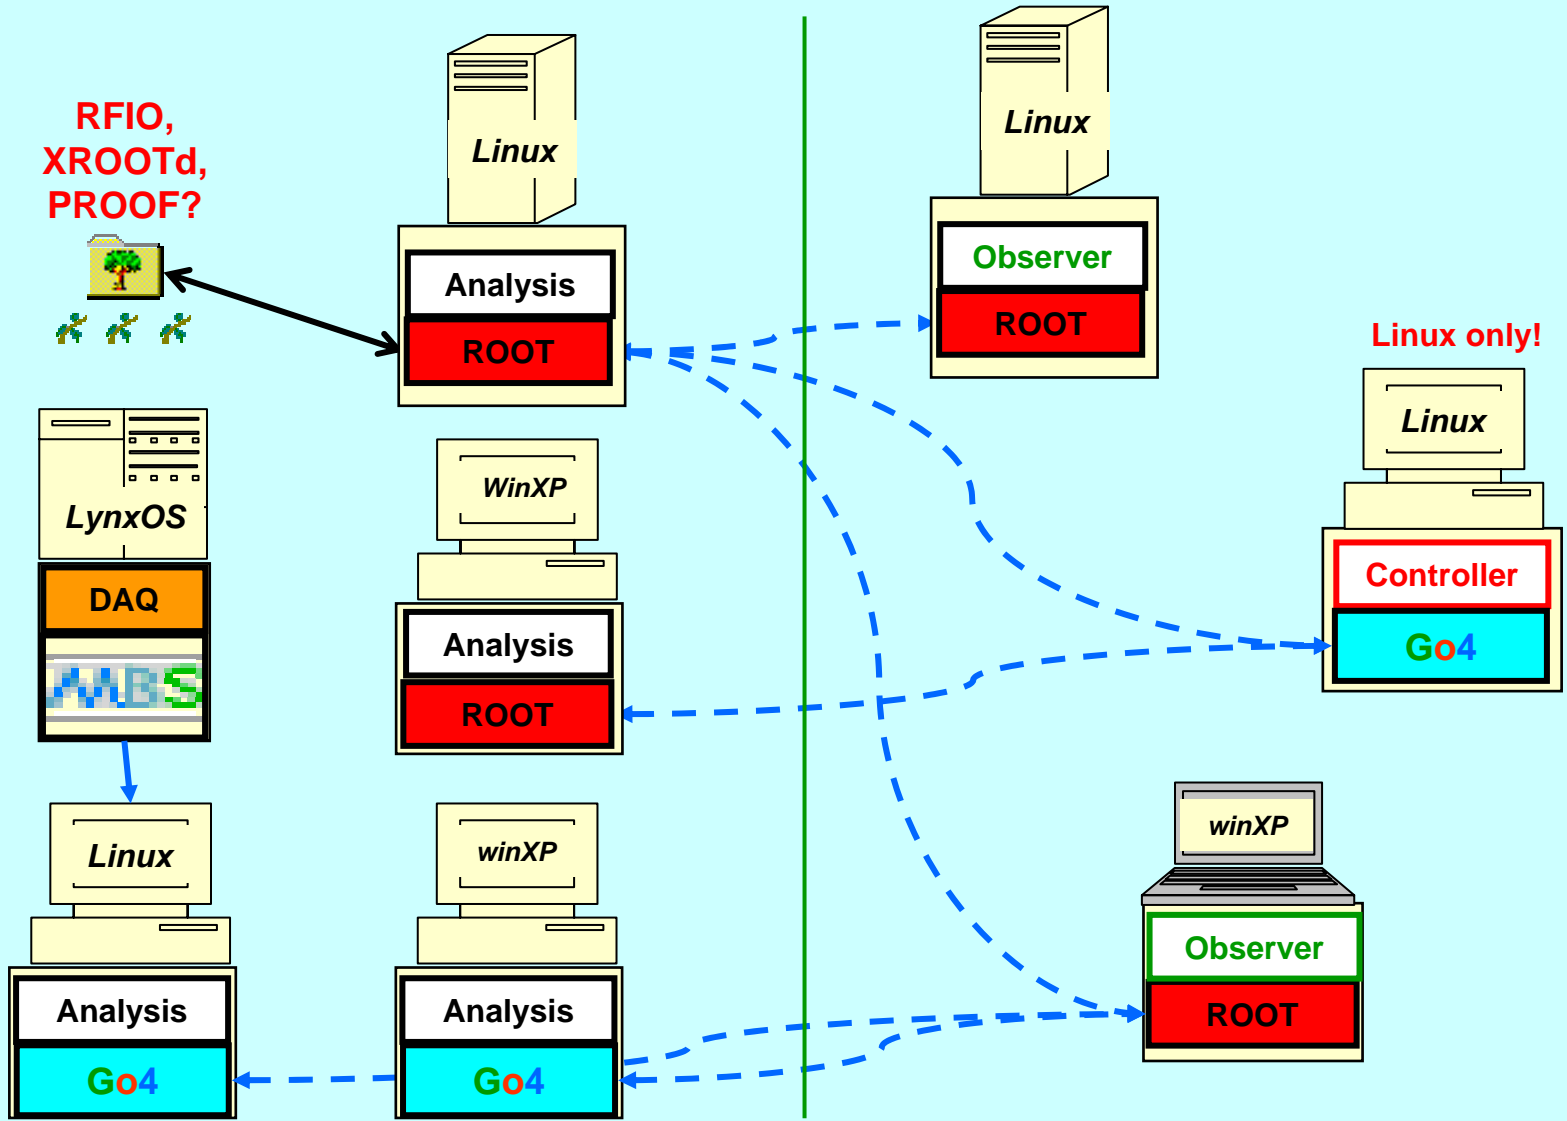 RFIO,
XROOTd,
PROOF?
Linux
Analysis
ROOT
Linux
Observer
ROOT
Linux only!
Linux
Controller
Go4
LynxOS
DAQ
MBS
WinXP
Analysis
ROOT
Linux
Analysis
Go4
winXP
Analysis
Go4
winXP
Observer
ROOT